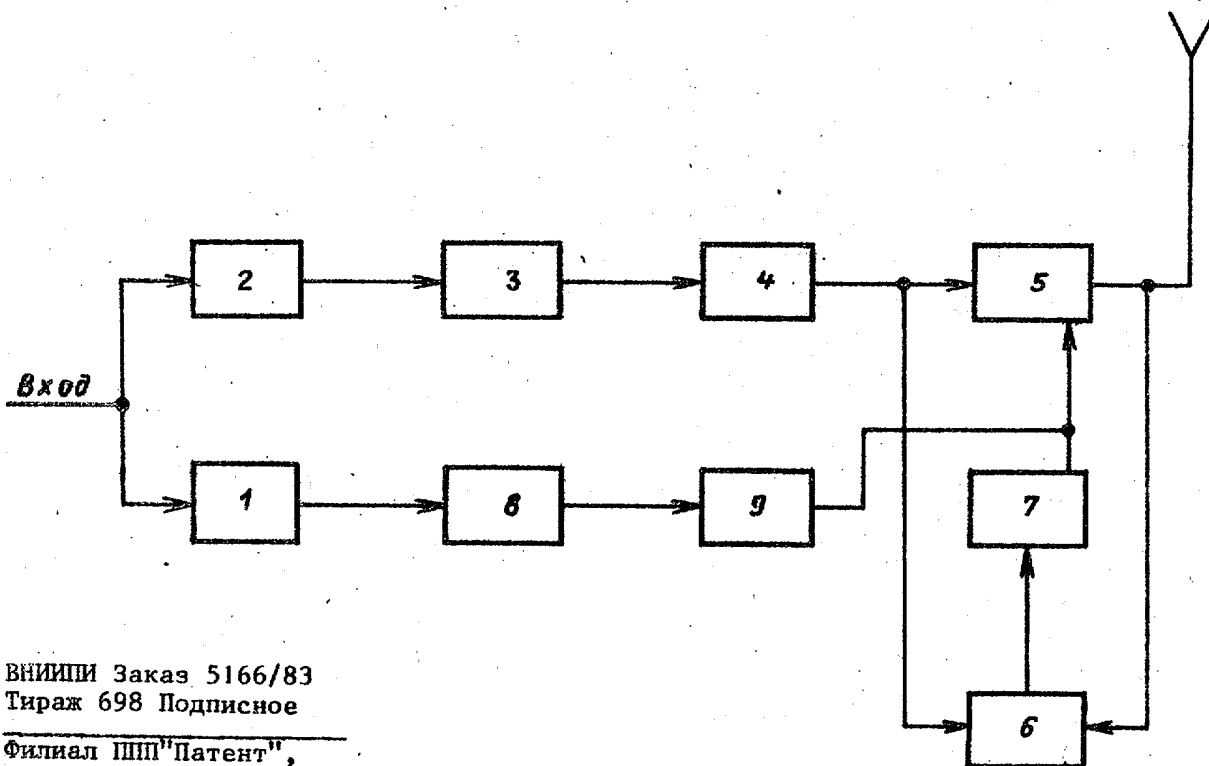 2
3
4
5
Вход
1
8
9
7
6
ВНИИПИ Заказ 5166/83
Тираж 698 Подписное
Филиал ППП"Патент",